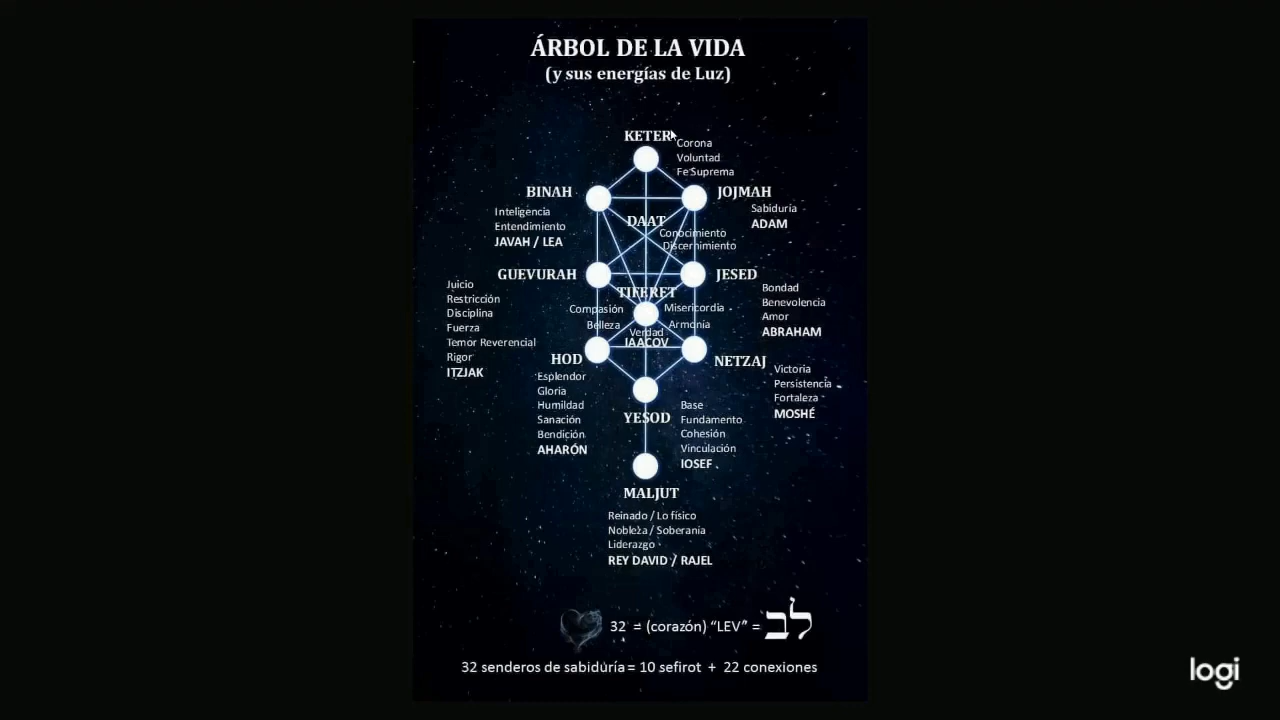 ÁRBOL DE LA VIDA
(y sus energías de Luz)
KETER
Corona
Voluntad
Fe Suprema
BINAH
Inteligencia
Entendimiento
JAVAH / LEA
JOJMAH
Sabiduría
ADAM
DAAT
Conocimiento
Discernimiento
GUEVURAH
Juicio
Restricción
Disciplina
Fuerza
Temor Reverencial
Rigor
ITZJAK
JESED
Bondad
Benevolencia
Amor
ABRAHAM
TIFERET
Compasión
Misericordia
Belleza
Armonía
Verdad
IAACOV
HOD
Esplendor
Gloria
Humildad
Sanación
Bendición
AHARÓN
NETZAJ
Victoria
Persistencia
Fortaleza
MOSHÉ
YESOD
Base
Fundamento
Cohesión
Vinculación
IOSEF
MALJUT
Reinado / Lo físico
Nobleza / Soberanía
Liderazgo
REY DAVID / RAJEL
32 = (corazón) “LEV” = לב
32 senderos de sabiduría = 10 sefirot + 22 conexiones
logi